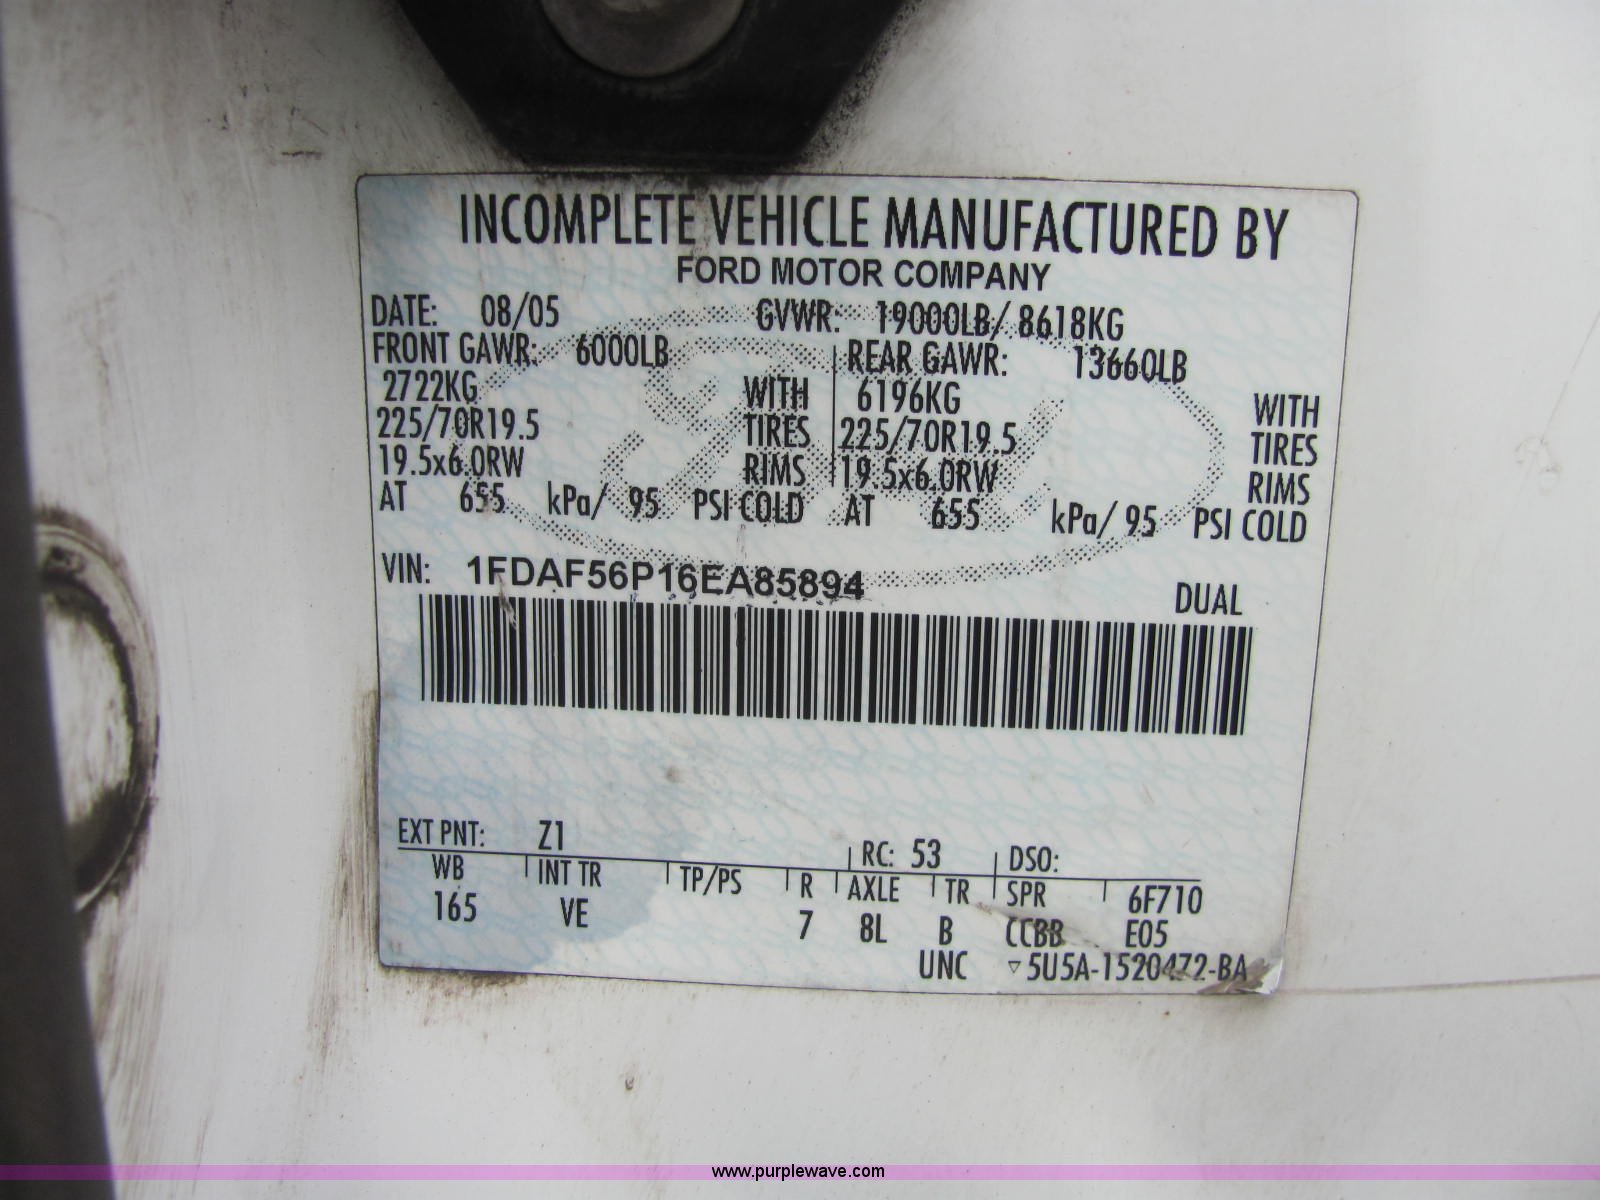 INCOMPLETE VEHICLE MANUFACTURED BY
FORD MOTOR COMPANY
DATE: 08/05 GVWR: 19000LB/ 8618KG
FRONT GAWR: 6000LB REAR GAWR: 13660LB
2722KG WITH 6196KG WITH
225/70R19.5 TIRES 225/70R19.5 TIRES
19.5x6.0RW RIMS 19.5x6.0RW RIMS
AT 655 kPa/ 95 PSI COLD AT 655 kPa/ 95 PSI COLD
VIN: 1FDAF56P16EA85894
DUAL
EXT PNT: Z1 RC: 53 DSO:
WB INT TR TP/PS R AXLE TR SPR 6F710
165 VE 7 8L B CCBB E05
UNC ▽5U5A-1520472-BA
www.purplewave.com